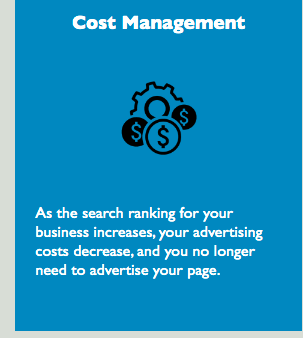 Cost Management
$ $ $
As the search ranking for your
business increases, your advertising
costs decrease, and you no longer
need to advertise your page.